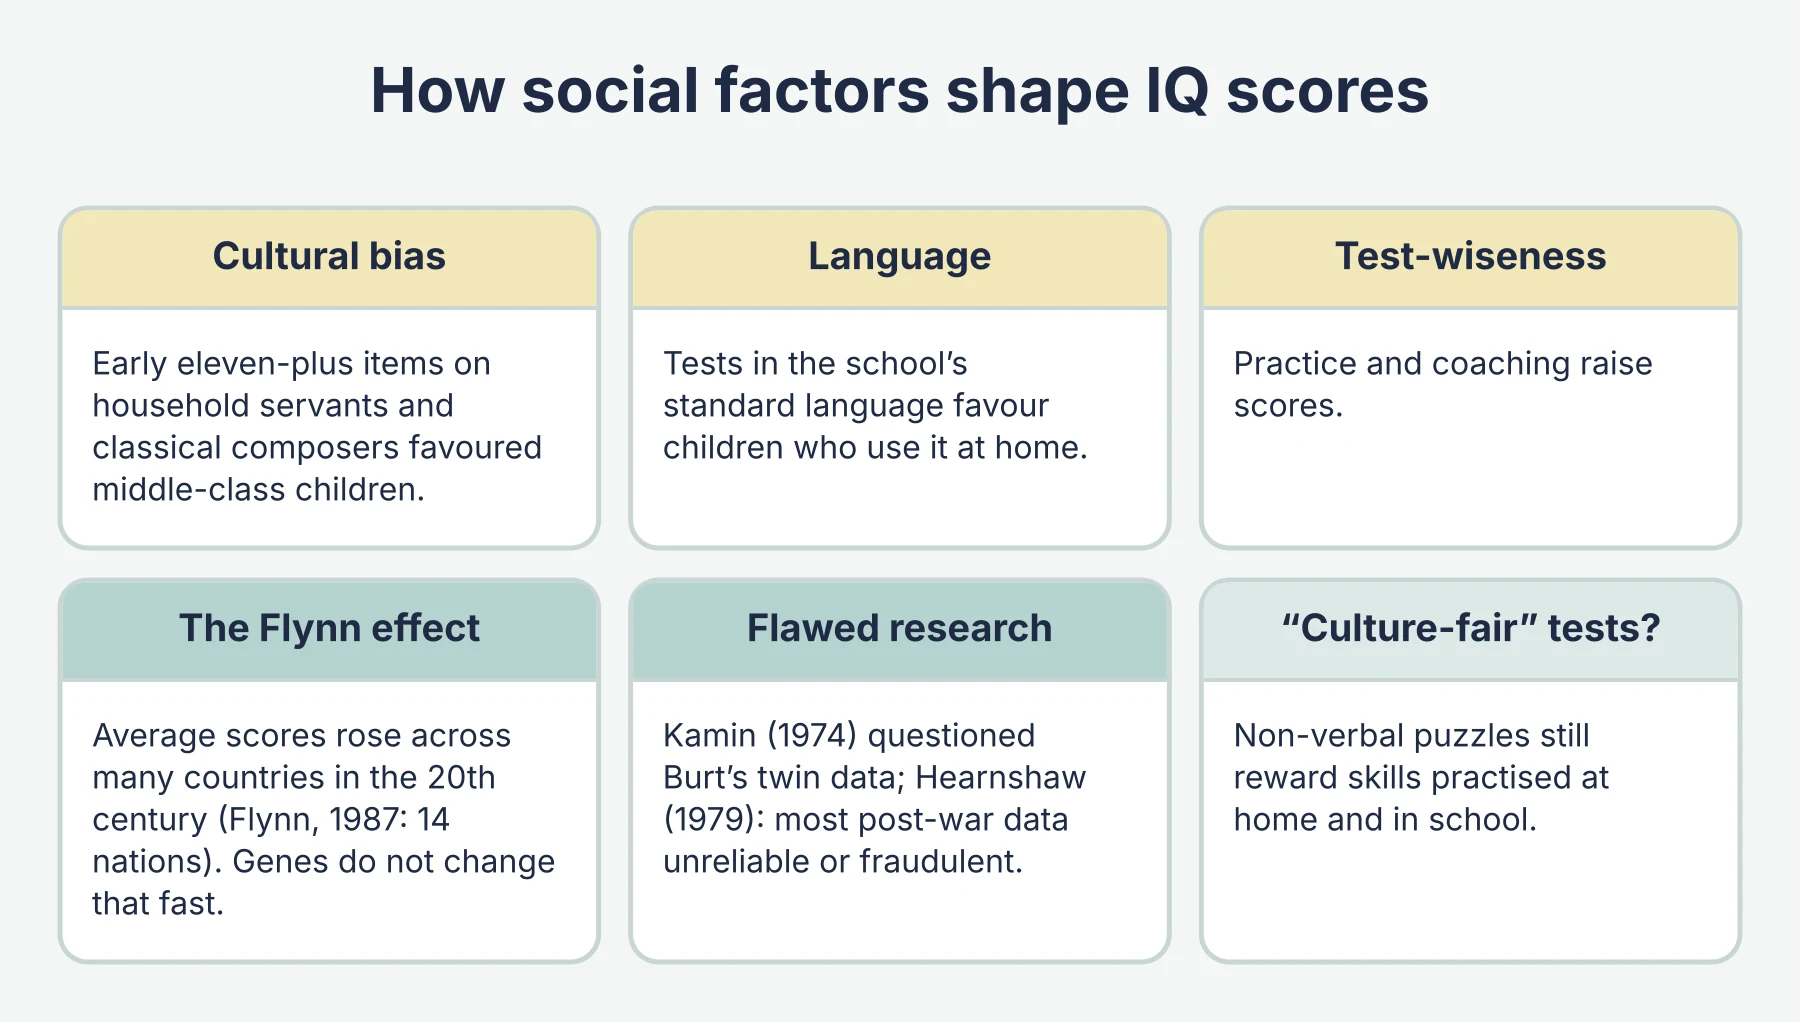 How social factors shape IQ scores
Cultural bias
Early eleven-plus items on
household servants and
classical composers favoured
middle-class children.
Language
Tests in the school’s
standard language favour
children who use it at home.
Test-wiseness
Practice and coaching raise
scores.
The Flynn effect
Average scores rose across
many countries in the 20th
century (Flynn, 1987: 14
nations). Genes do not change
that fast.
Flawed research
Kamin (1974) questioned
Burt’s twin data; Hearnshaw
(1979): most post-war data
unreliable or fraudulent.
“Culture-fair” tests?
Non-verbal puzzles still
reward skills practised at
home and in school.